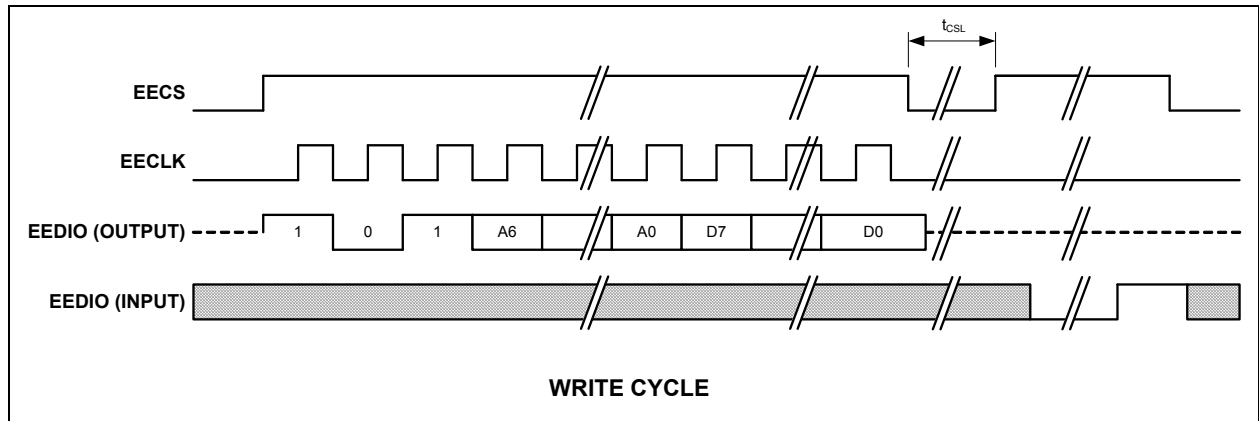 tCSL
EECS
EECLK
EEDIO (OUTPUT) 1 0 1 A6 A0 D7 D0
EEDIO (INPUT)
WRITE CYCLE